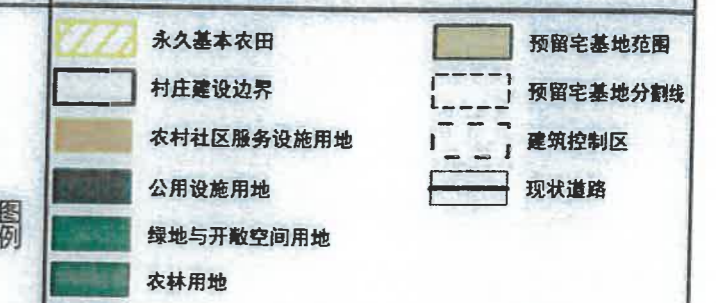 图例
永久基本农田
村庄建设边界
农村社区服务设施用地
公用设施用地
绿地与开敞空间用地
农林用地
预留宅基地范围
预留宅基地分割线
建筑控制区
现状道路